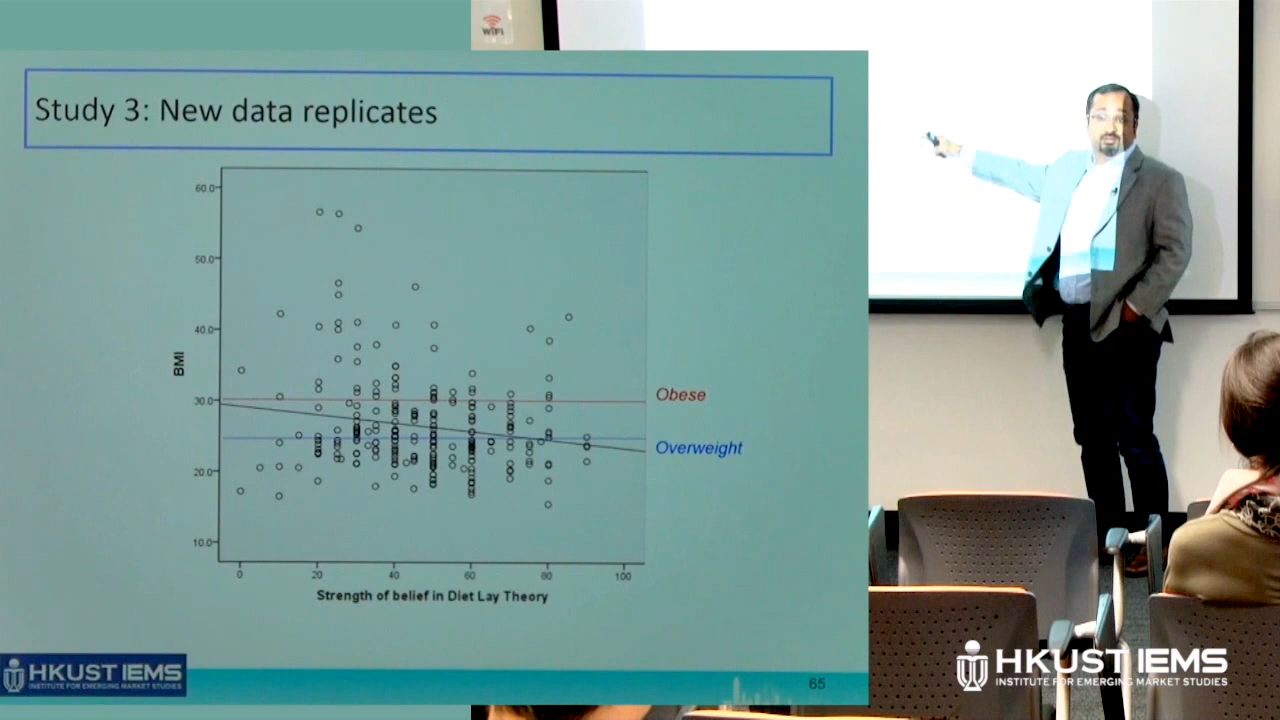 WiFi
Study 3: New data replicates
60.0
50.0
40.0
30.0
20.0
10.0
BMI
Obese
Overweight
0 20 40 60 80 100
Strength of belief in Diet Lay Theory
HKUST IEMS
INSTITUTE FOR EMERGING MARKET STUDIES
65
HKUST IEMS
INSTITUTE FOR EMERGING MARKET STUDIES